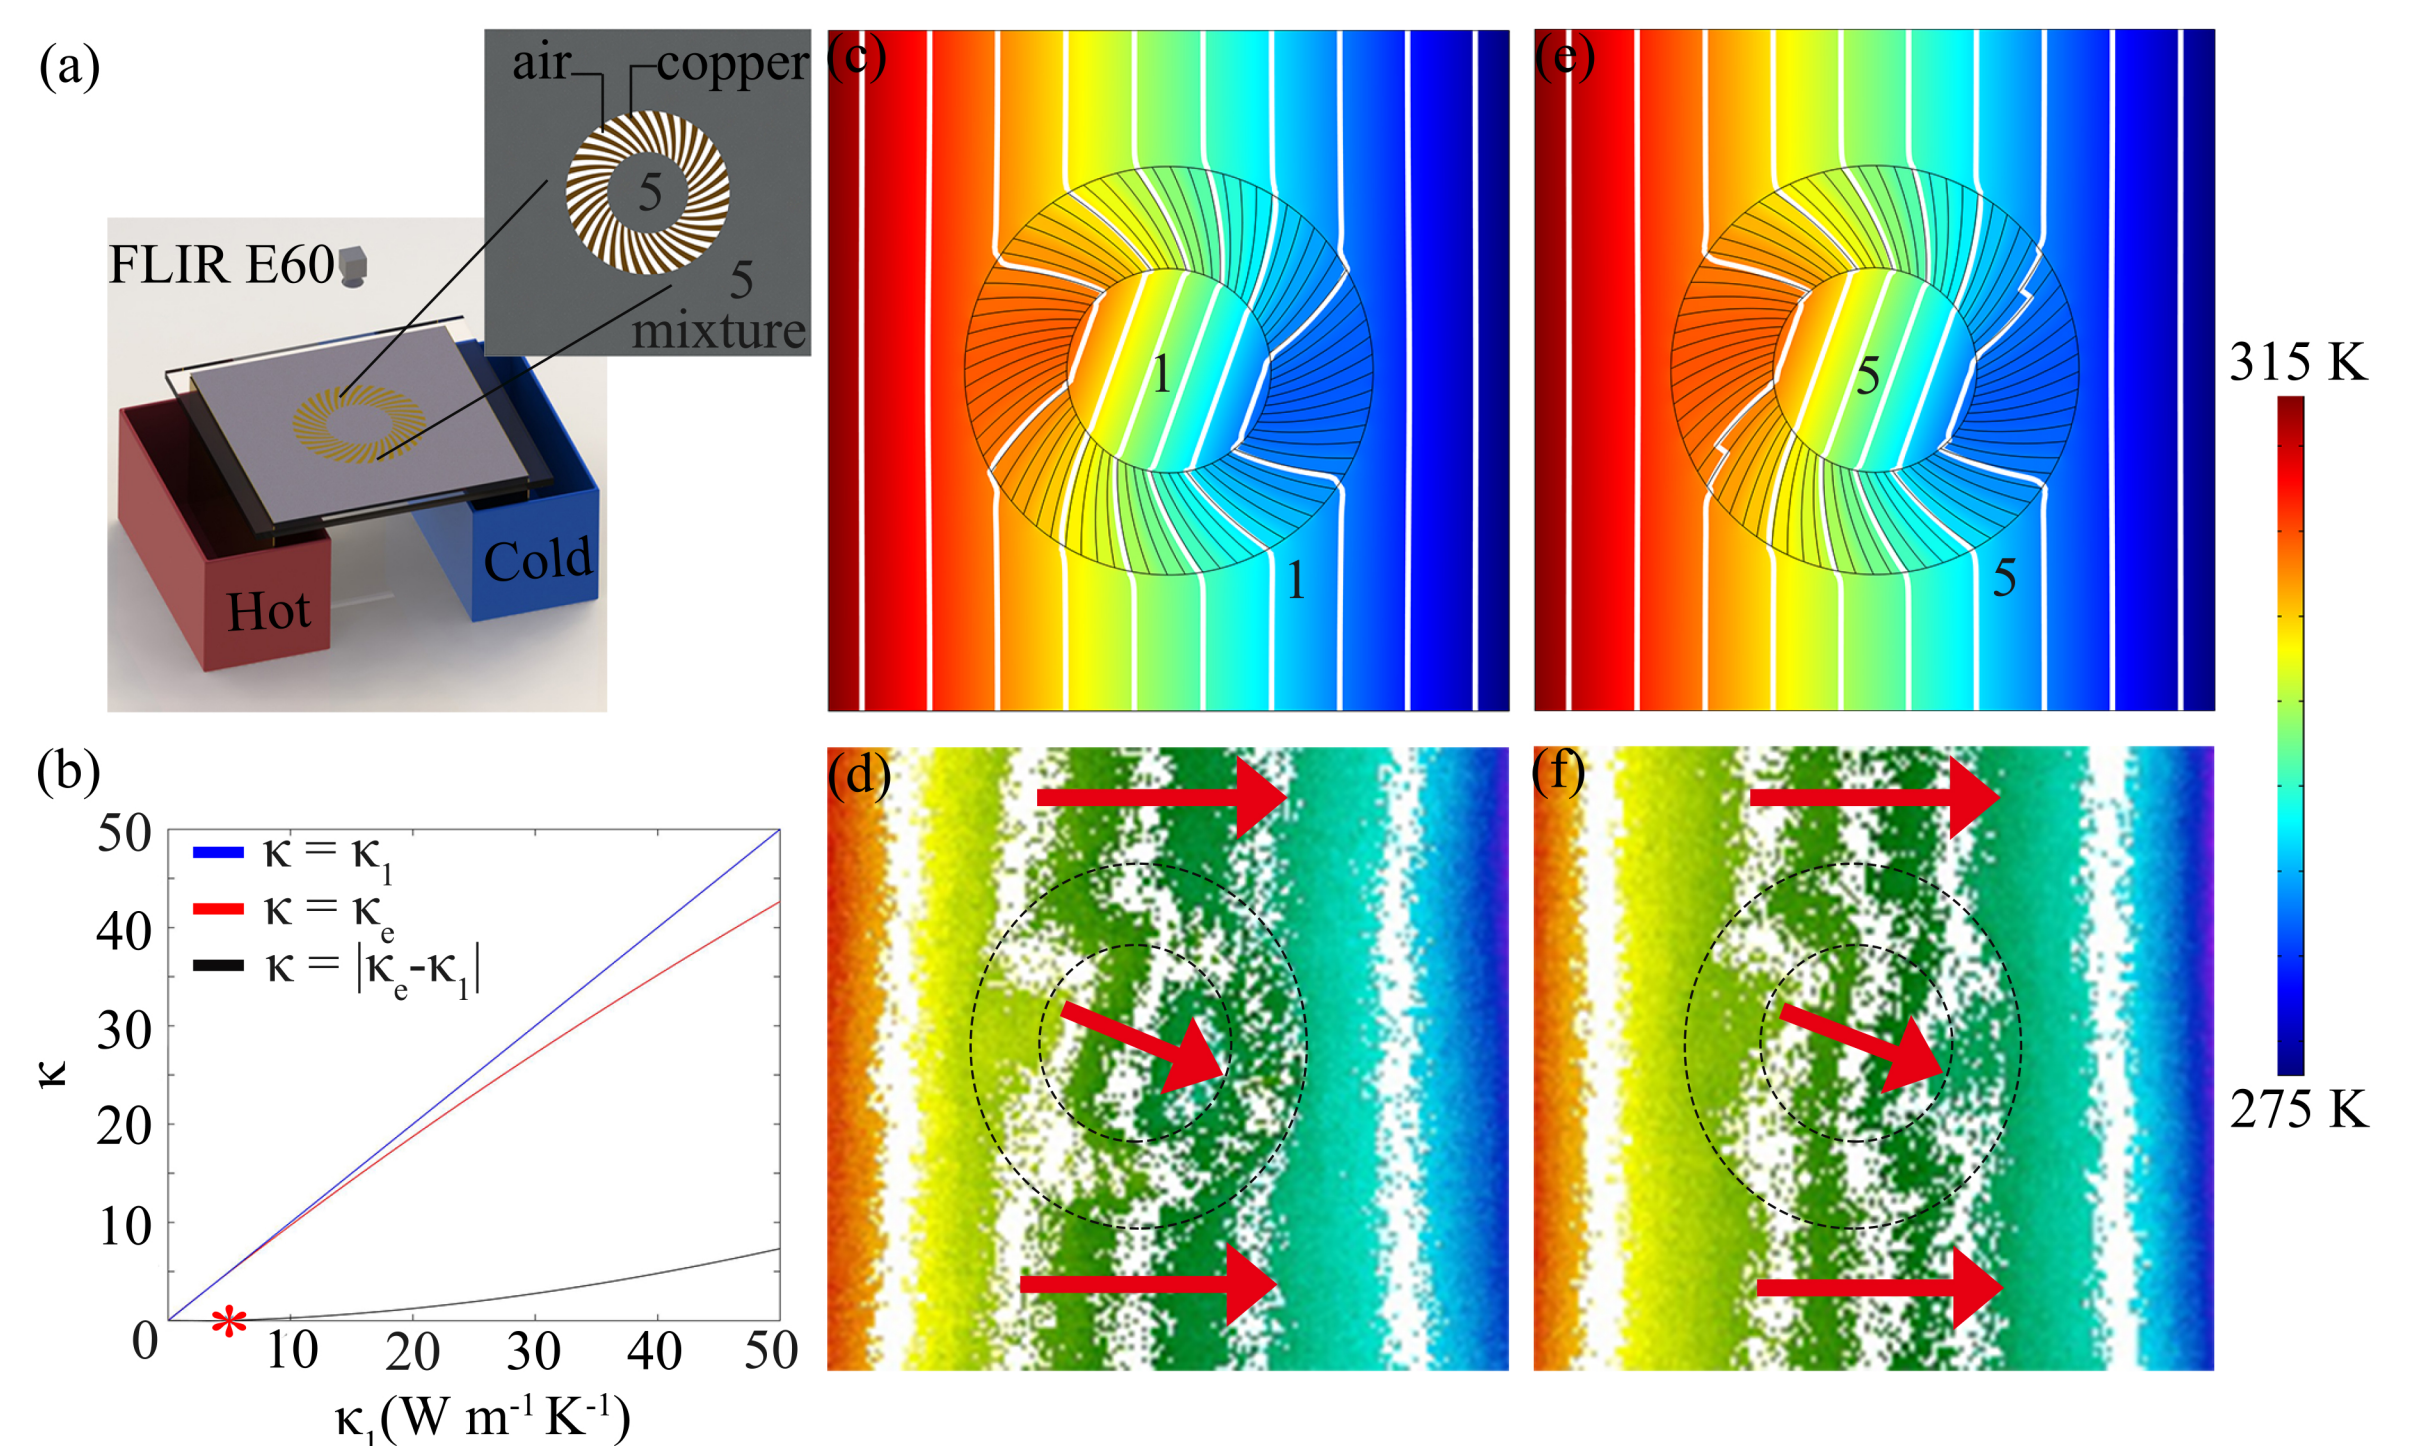 (a)
air
copper
5
5
mixture
FLIR E60
Hot
Cold
(b)
κ = κ1
κ = κe
κ = |κe-κ1|
50
40
30
20
10
0
κ
10
20
30
40
50
*
κ1(W m-1 K-1)
(c)
1
1
(d)
(e)
5
5
(f)
315 K
275 K